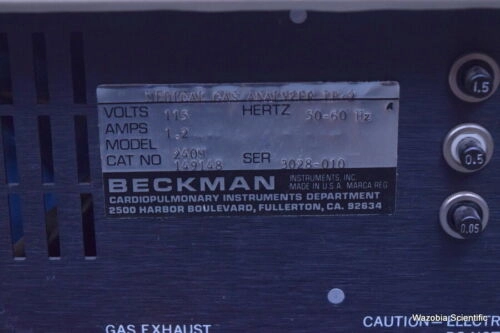 MEDICAL GAS ANALYZER LB-2
VOLTS 115 HERTZ 50-60 Hz
AMPS 1.2
MODEL
CAT NO 149148 SER 3028-010
BECKMAN INSTRUMENTS, INC.
MADE IN U.S.A. MARCA REG
CARDIOPULMONARY INSTRUMENTS DEPARTMENT
2500 HARBOR BOULEVARD, FULLERTON, CA. 92634
1.5
0.5
0.05
GAS EXHAUST
CAUTION—ELECTR
Wazobia Scientific